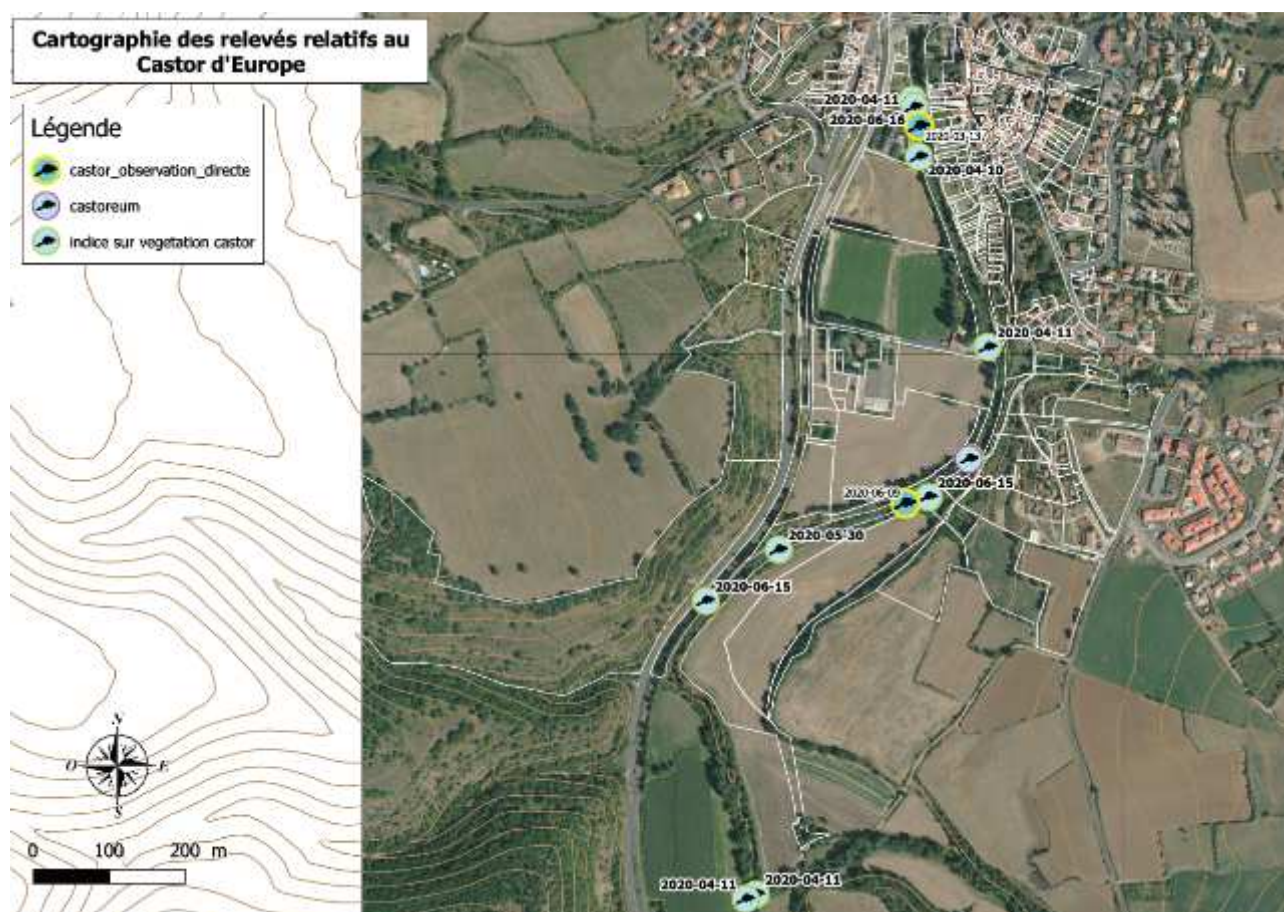 Cartographie des relevés relatifs au
Castor d'Europe
Légende
castor_observation_directe
castoreum
indice sur vegetation castor
2020-04-11
2020-06-16
2020-04-10
2020-04-11
2020-06-09
2020-06-15
2020-05-30
2020-06-15
N
O E
S
0 100 200 m
2020-04-11 2020-04-11